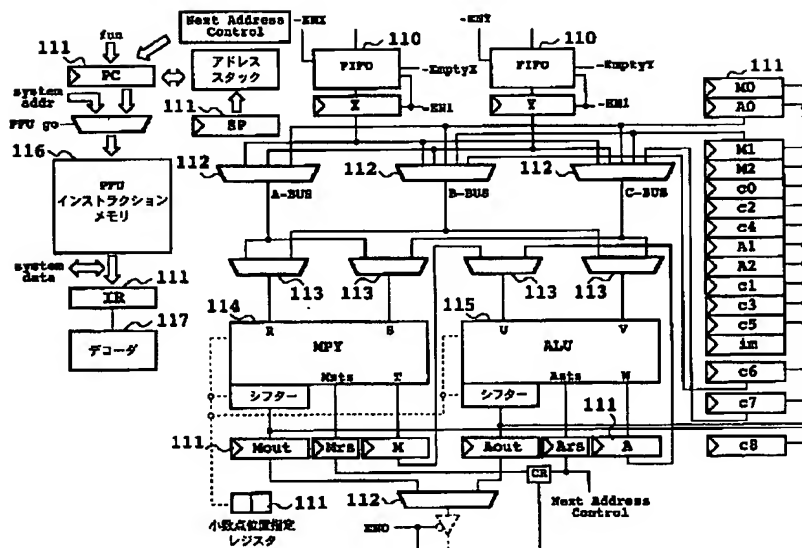 Next Address
Control
fun
111
PC
アドレス
スタック
system
addr
111
SP
PFU go
116
PFU
インストラクション
メモリ
system
data
111
IR
117
デコーダ
-ENX
110
FIFO
-EmptyX
X
-EN1
-ENY
110
FIFO
-EmptyY
Y
-EN1
111
M0
A0
M1
M2
c0
c2
c4
A1
A2
c1
c3
c5
im
c6
c7
c8
112
A-BUS
112
B-BUS
112
C-BUS
113
113
113
113
114
R
S
MPY
Msts
T
シフター
115
U
V
ALU
Asts
W
シフター
111
Mout
Mrs
M
Aout
Ars
A
111
CR
Next Address
Control
112
111
小数点位置指定
レジスタ
ENO